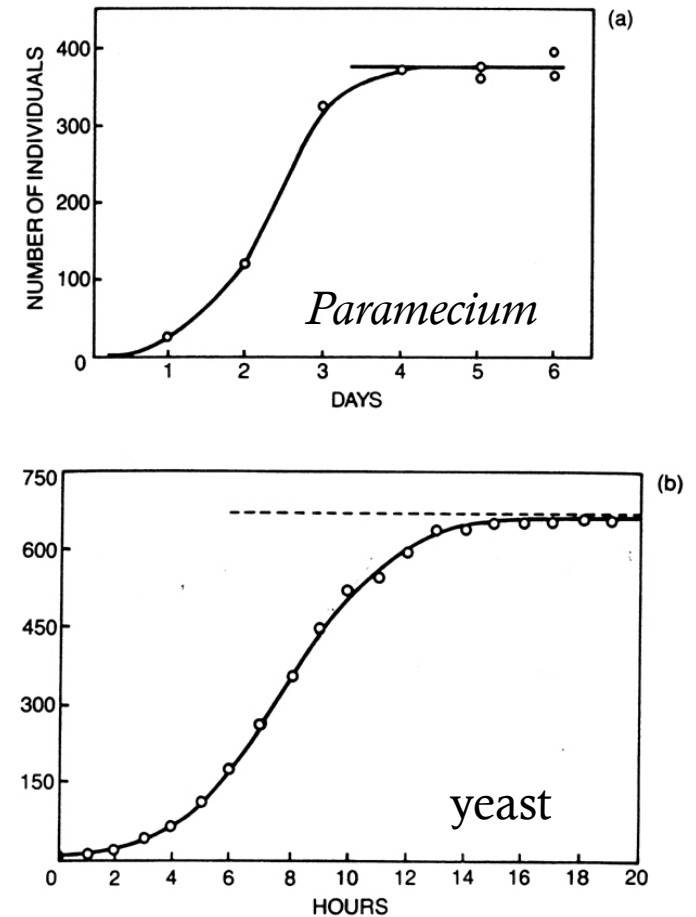 (a)
NUMBER OF INDIVIDUALS
400
300
200
100
0
Paramecium
1 2 3 4 5 6
DAYS
(b)
750
600
450
300
150
yeast
0 2 4 6 8 10 12 14 16 18 20
HOURS